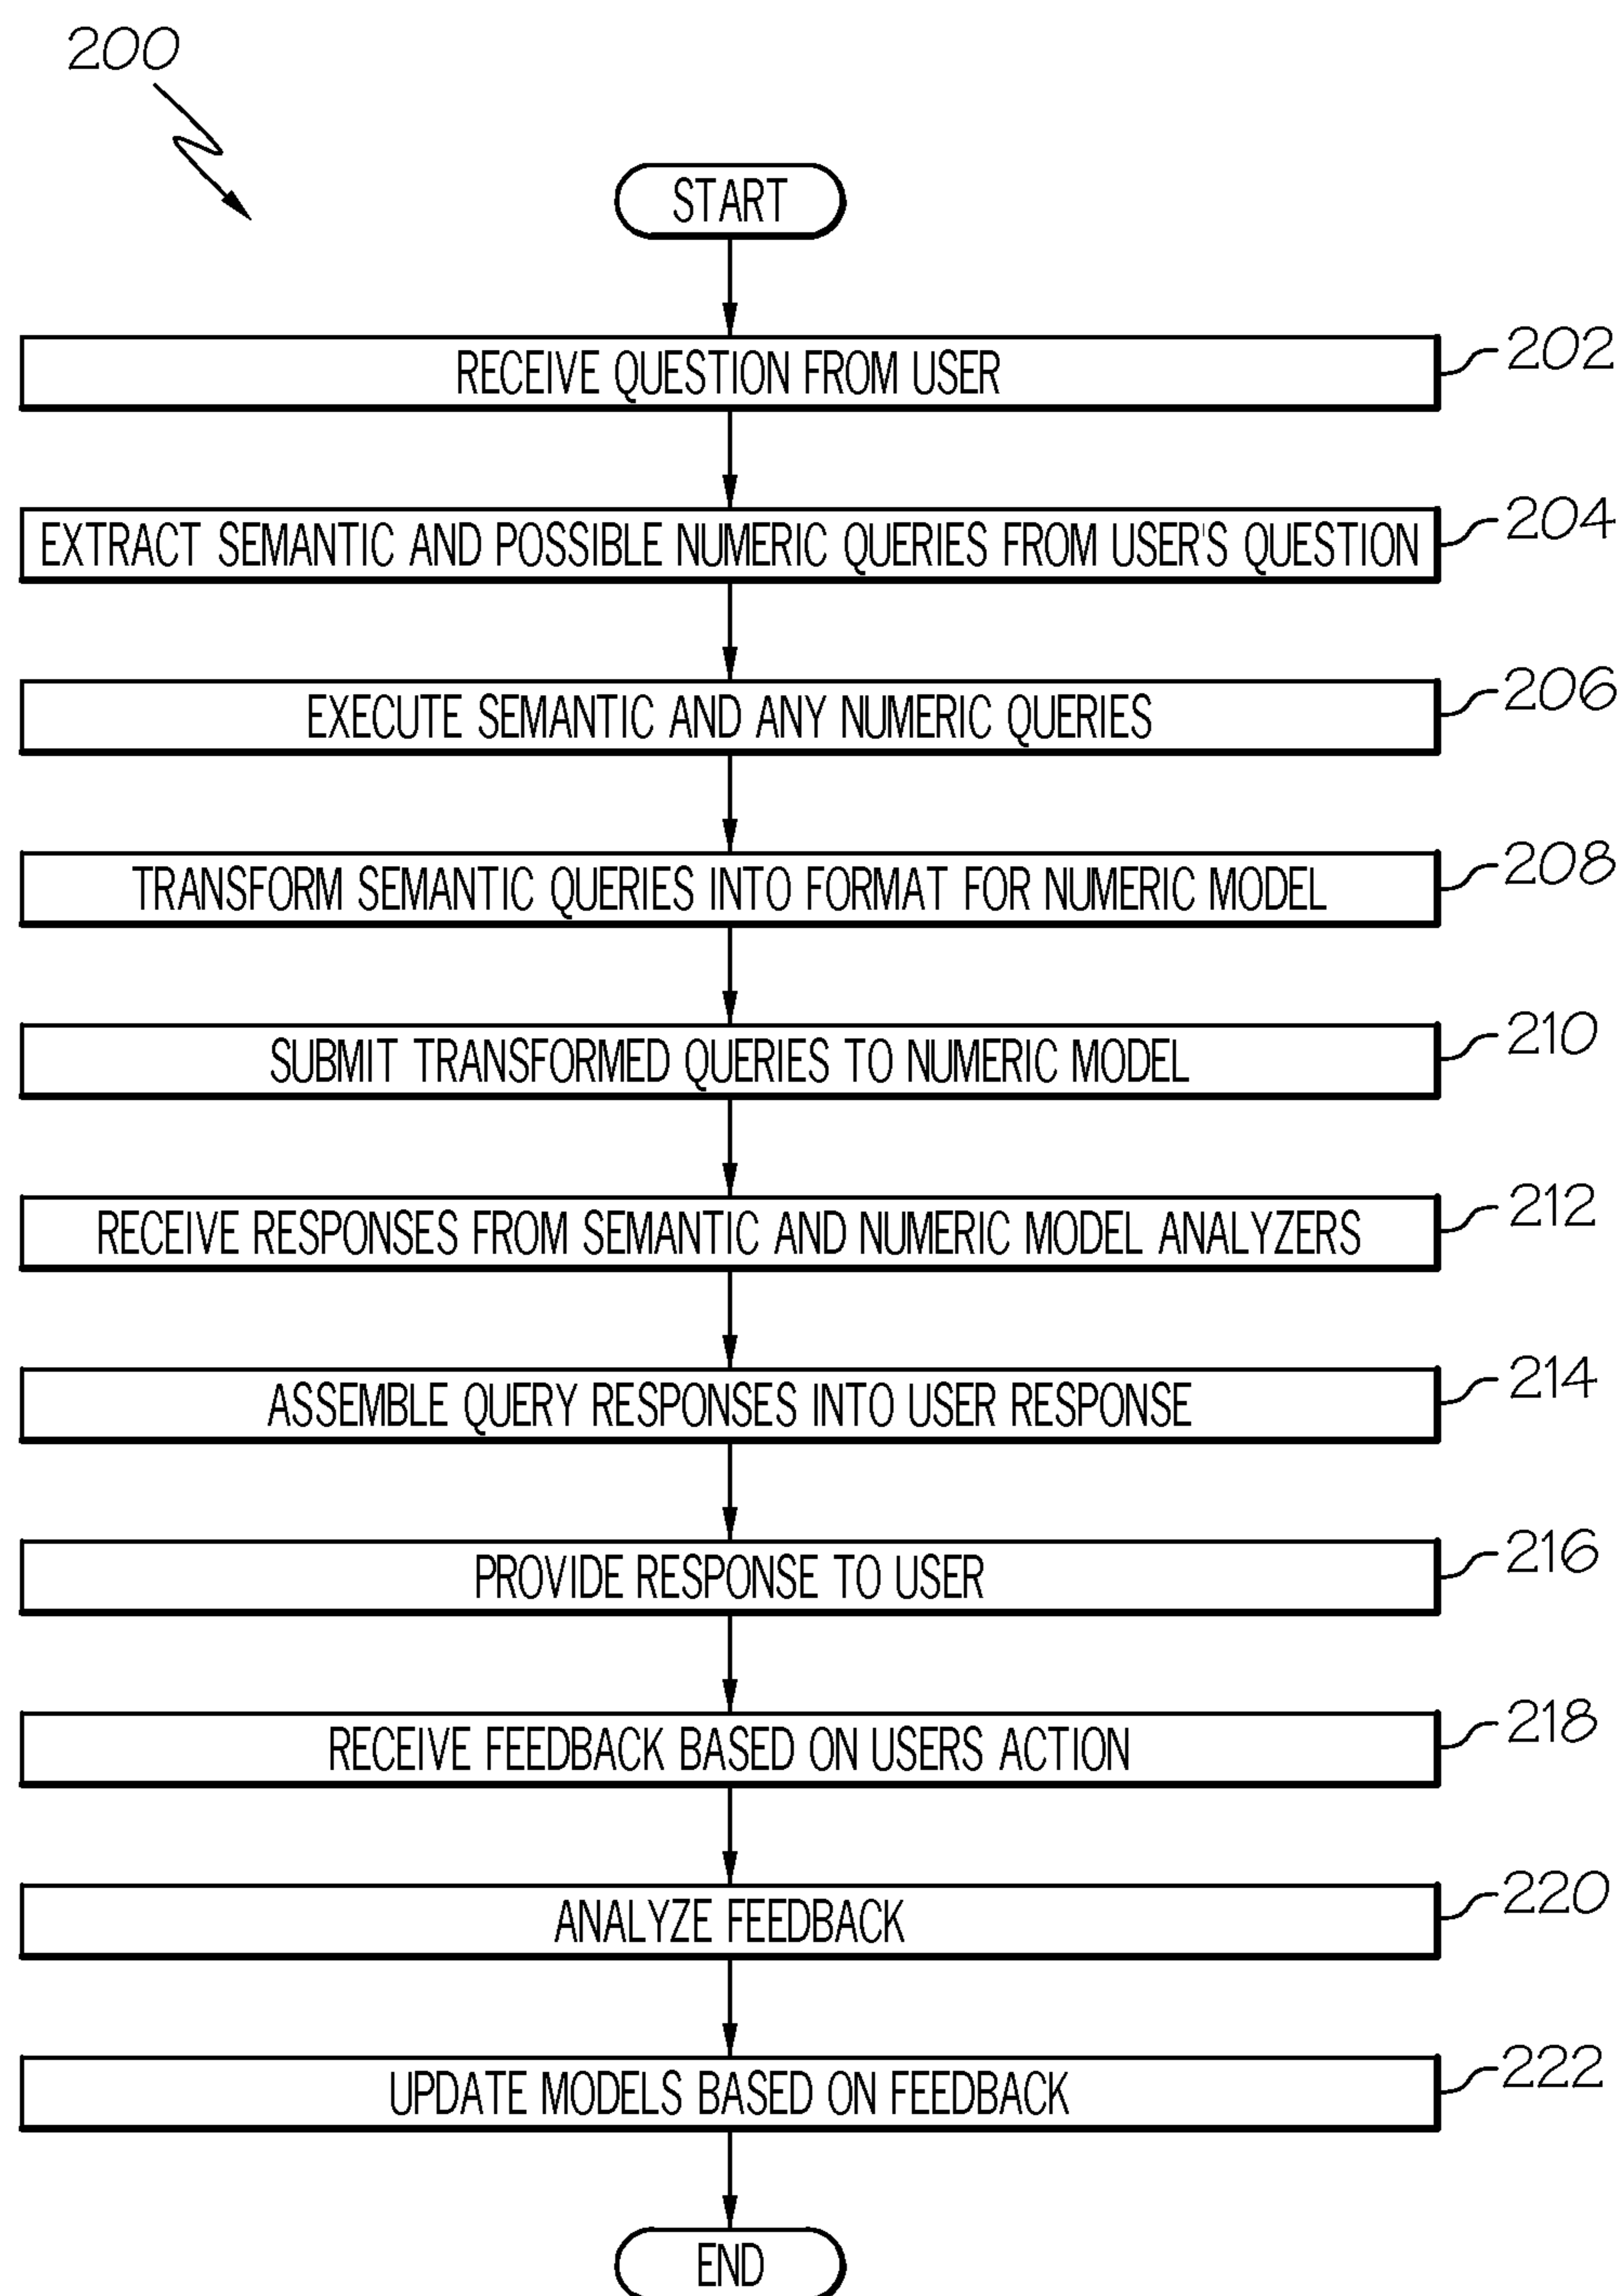 200
START
RECEIVE QUESTION FROM USER
202
EXTRACT SEMANTIC AND POSSIBLE NUMERIC QUERIES FROM USER'S QUESTION
204
EXECUTE SEMANTIC AND ANY NUMERIC QUERIES
206
TRANSFORM SEMANTIC QUERIES INTO FORMAT FOR NUMERIC MODEL
208
SUBMIT TRANSFORMED QUERIES TO NUMERIC MODEL
210
RECEIVE RESPONSES FROM SEMANTIC AND NUMERIC MODEL ANALYZERS
212
ASSEMBLE QUERY RESPONSES INTO USER RESPONSE
214
PROVIDE RESPONSE TO USER
216
RECEIVE FEEDBACK BASED ON USERS ACTION
218
ANALYZE FEEDBACK
220
UPDATE MODELS BASED ON FEEDBACK
222
END